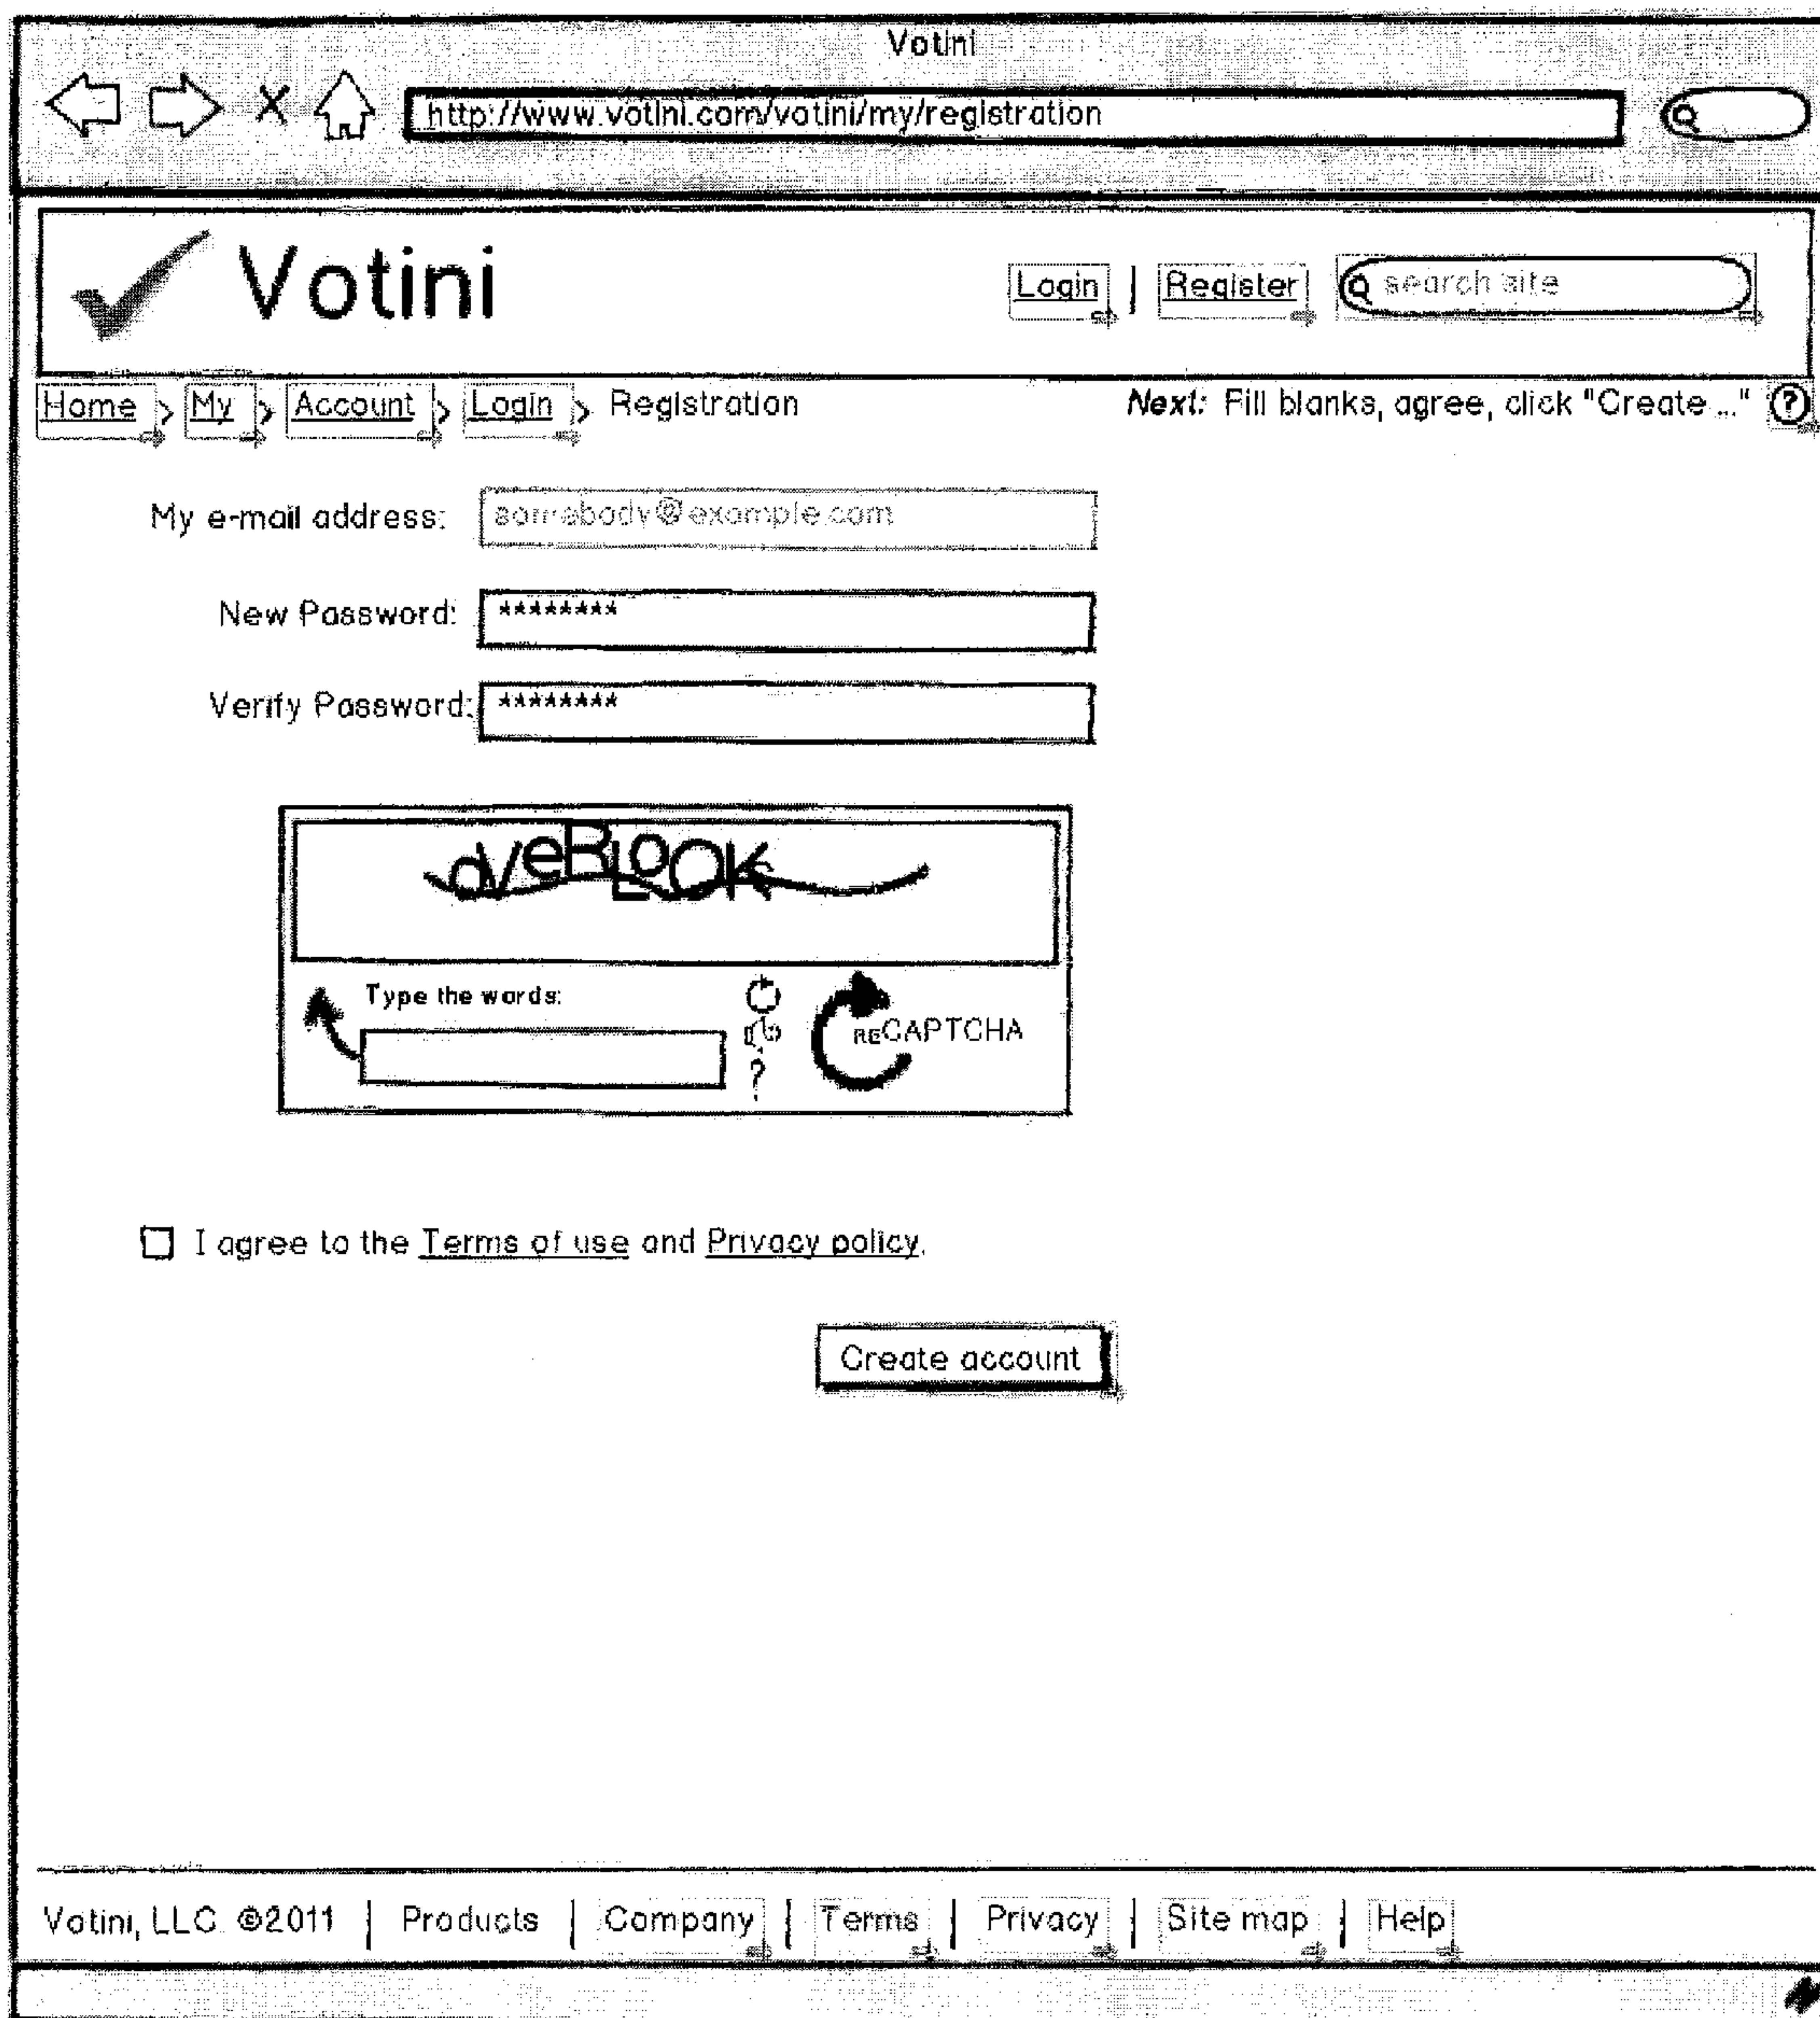 Votini
http://www.votini.com/votini/my/registration
Votini Login | Register search site
Home > My > Account > Login > Registration Next: Fill blanks, agree, click "Create ..." ?
My e-mail address: somebody@example.com
New Password: ********
Verify Password: ********
oVeRLoOK
Type the words:
?
reCAPTCHA
I agree to the Terms of use and Privacy policy.
Create account
Votini, LLC ©2011 | Products | Company | Terms | Privacy | Site map | Help